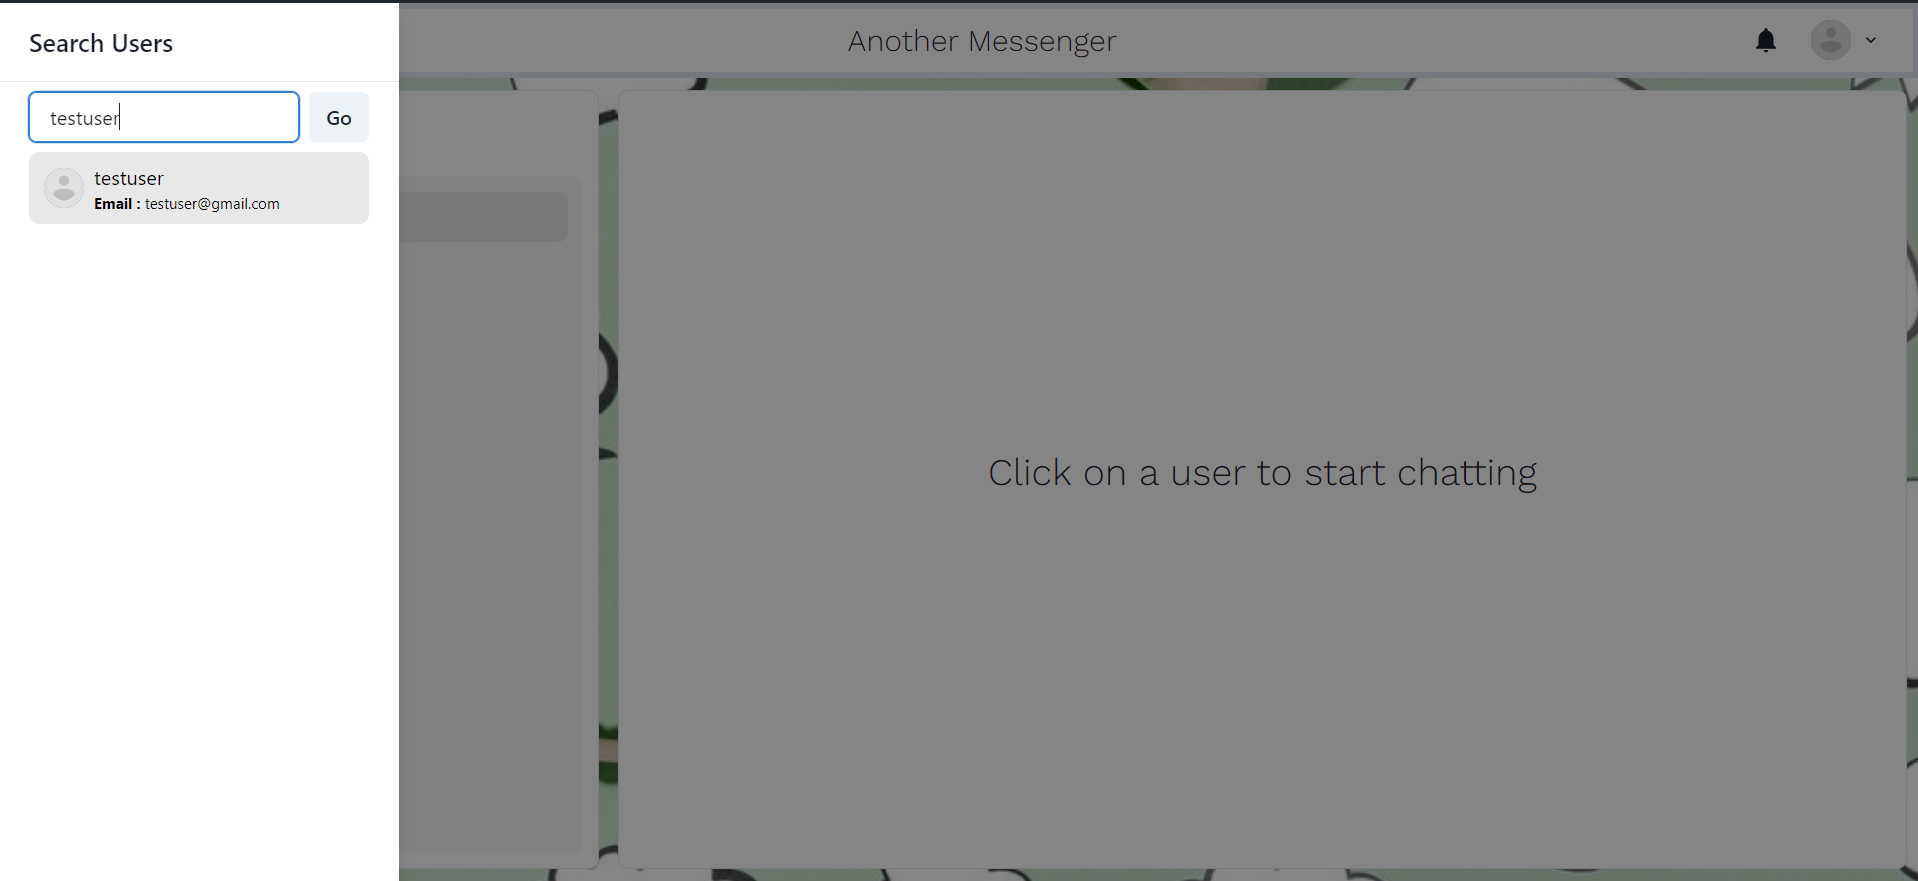 Search Users
Another Messenger
testuser
Go
testuser
Email : testuser@gmail.com
Click on a user to start chatting